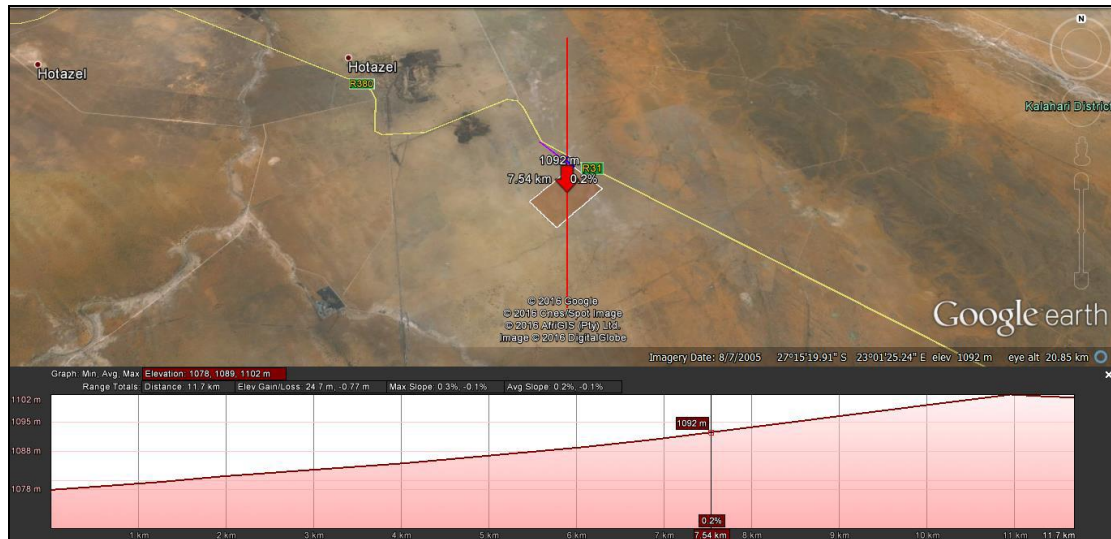 N
Hotazel
Hotazel
R380
Kalahari District
1092 m
R31
7.54 km 0.2%
© 2016 Google
© 2016 Cnes/Spot Image
© 2016 AfriGIS (Pty) Ltd.
Image © 2016 DigitalGlobe
Google earth
Imagery Date: 8/7/2005 27°15'19.91" S 23°01'25.24" E elev 1092 m eye alt 20.85 km
Graph: Min, Avg, Max Elevation: 1078, 1089, 1102 m
Range Totals: Distance: 11.7 km Elev Gain/Loss: 24.7 m, -0.77 m Max Slope: 0.3%, -0.1% Avg Slope: 0.2%, -0.1%
1102 m
1095 m
1088 m
1078 m
1092 m
0.2%
1 km 2 km 3 km 4 km 5 km 6 km 7 km 7.54 km 8 km 9 km 10 km 11 km 11.7 km